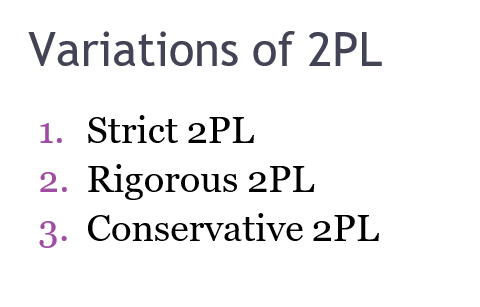 Variations of 2PL
1. Strict 2PL
2. Rigorous 2PL
3. Conservative 2PL